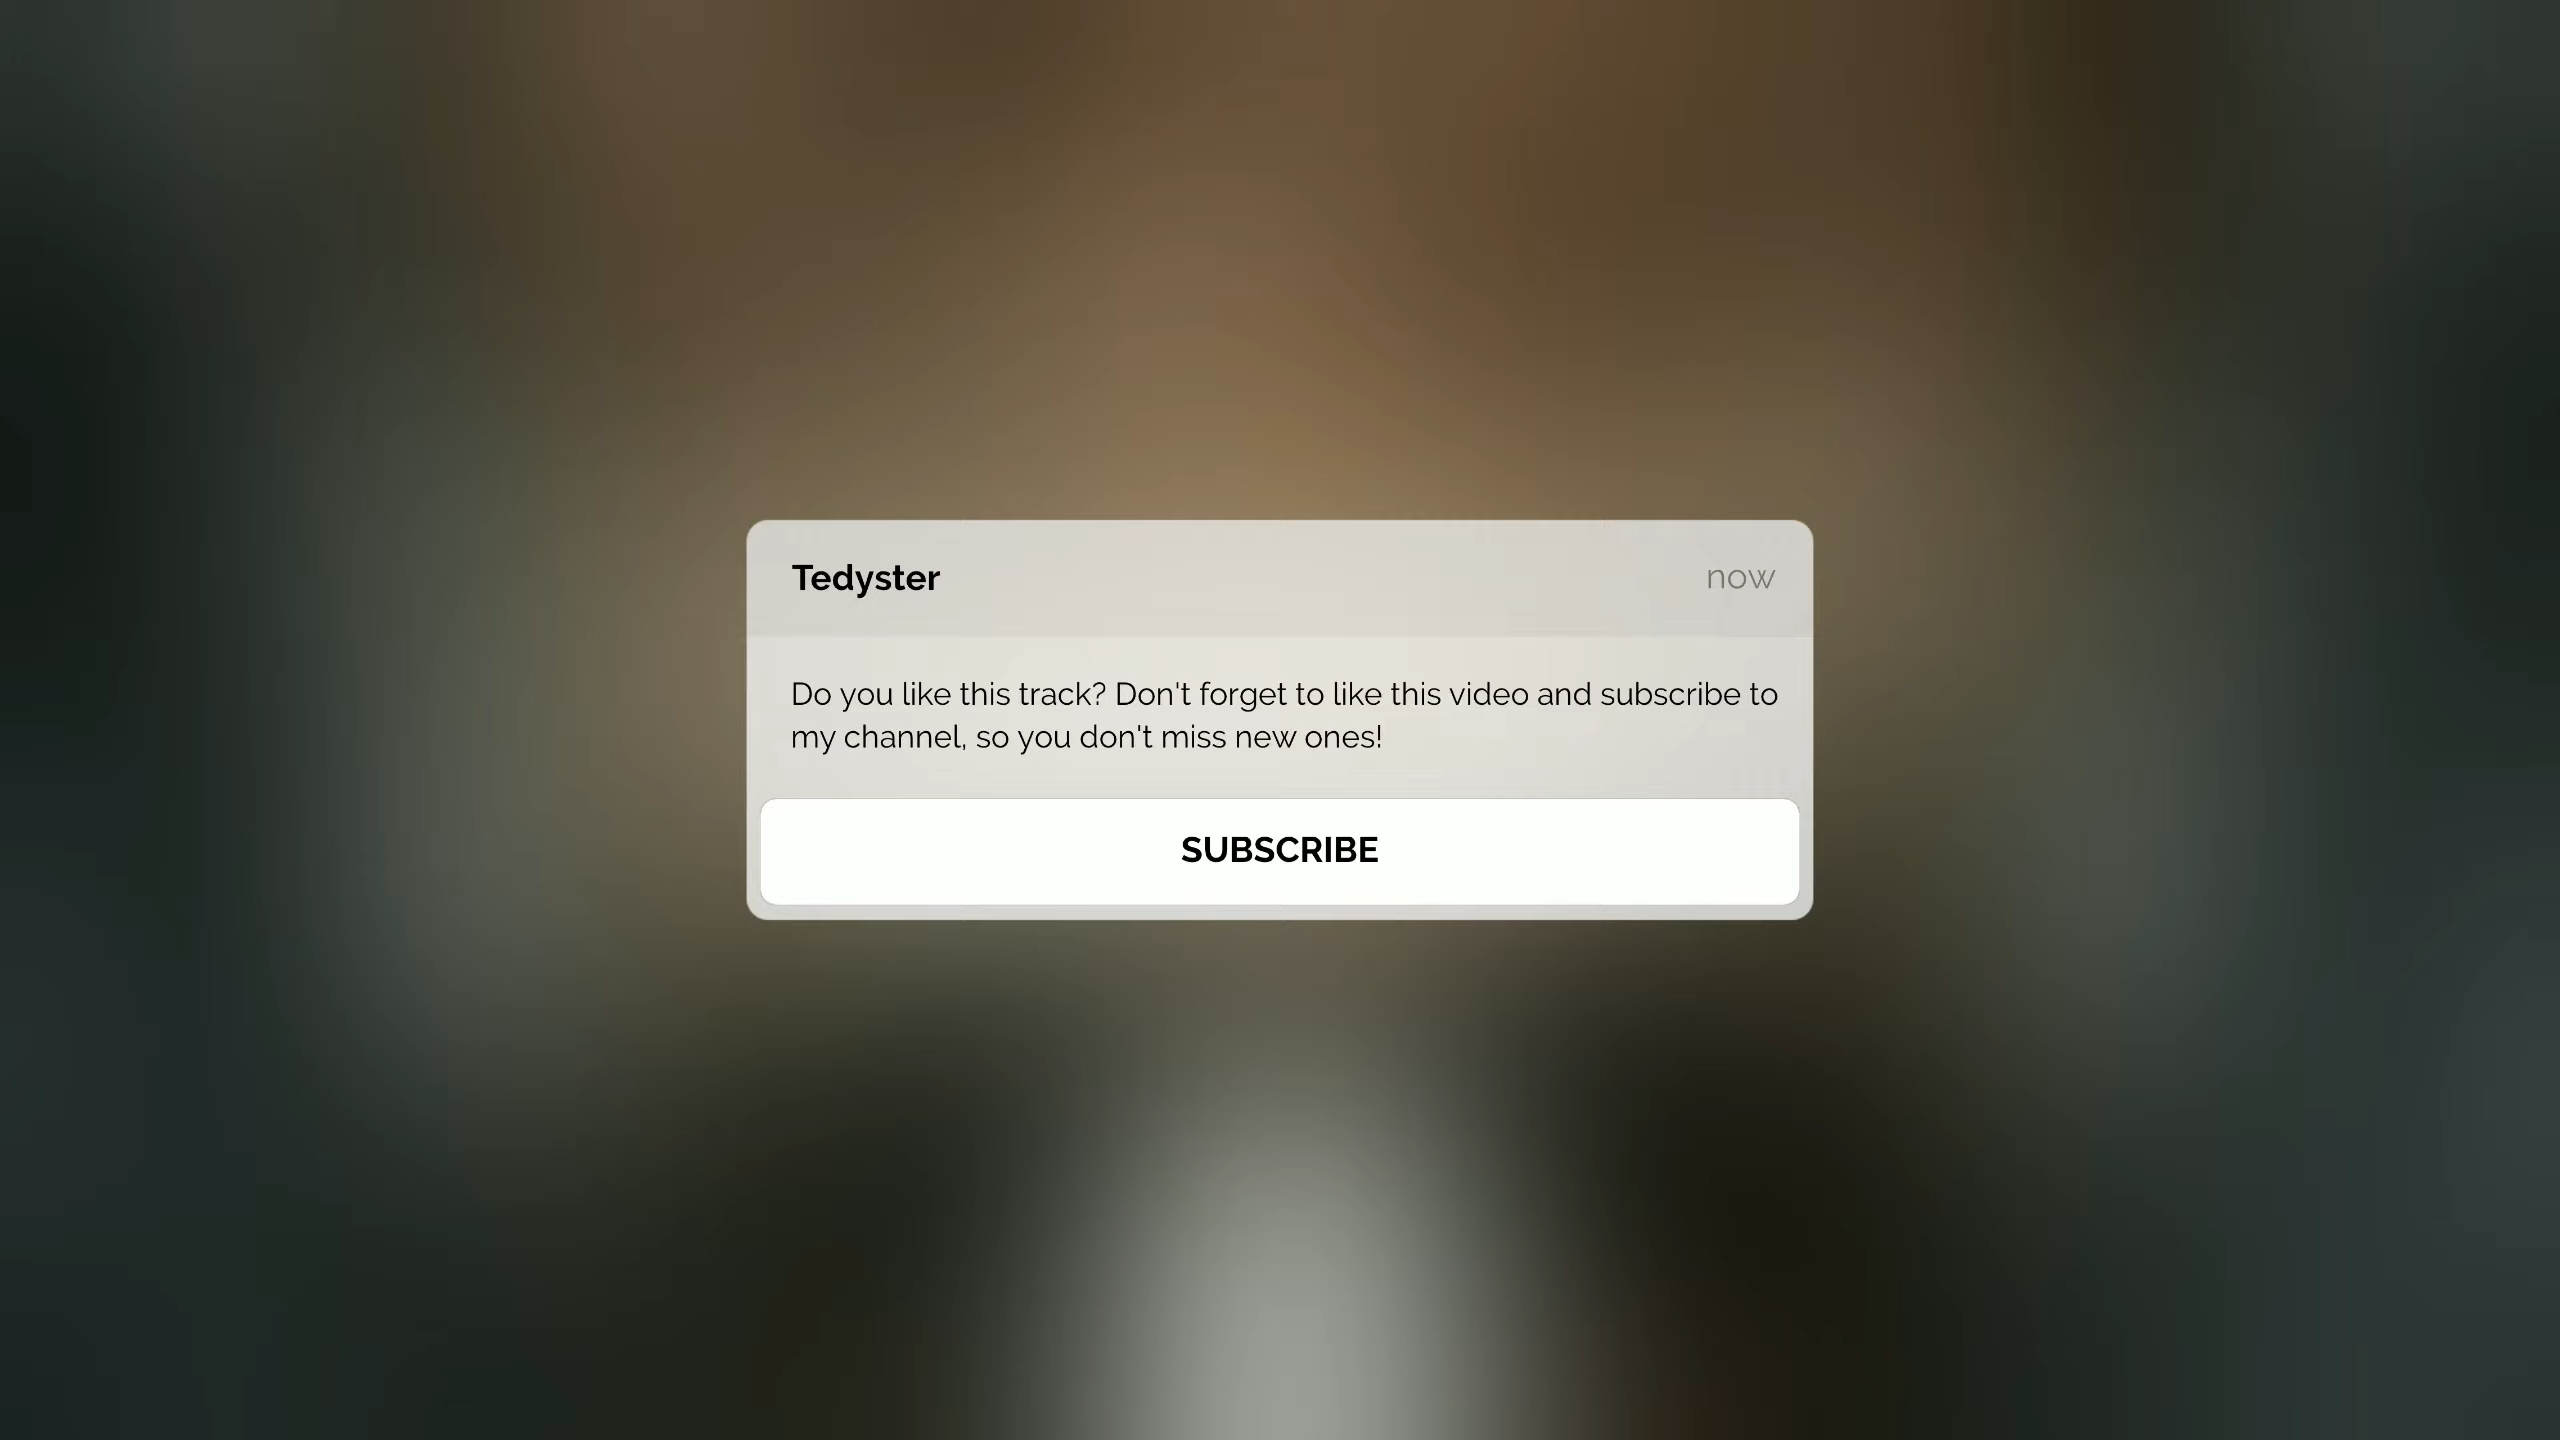 Tedyster
now
Do you like this track? Don't forget to like this video and subscribe to
my channel, so you don't miss new ones!
SUBSCRIBE